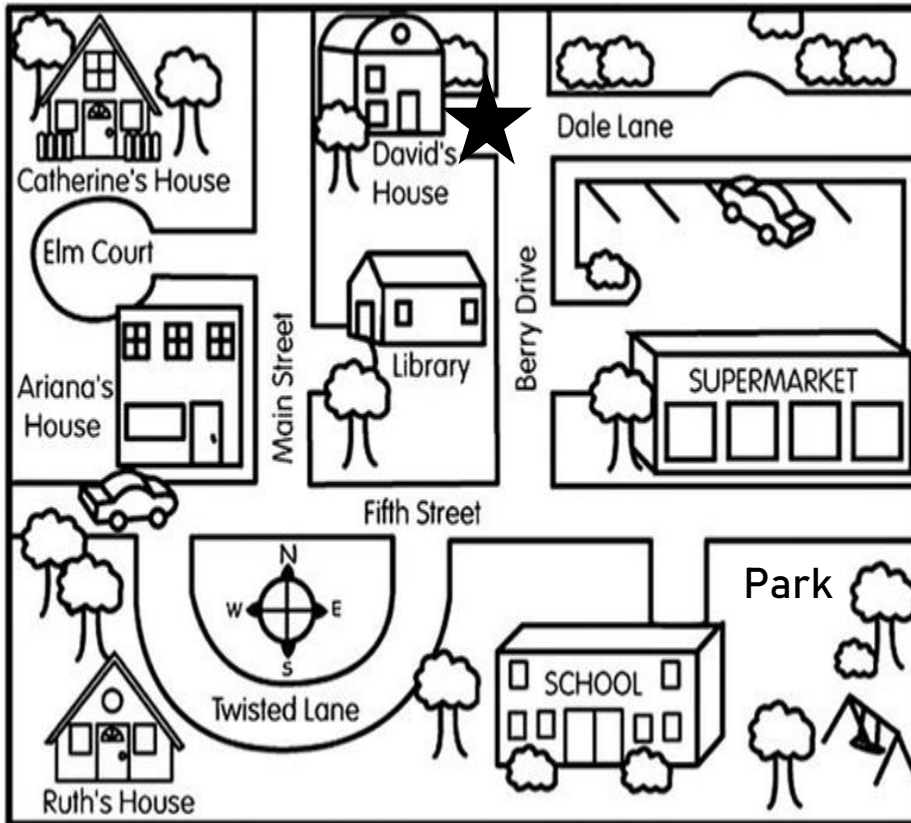 Dale Lane
David's
House
Catherine's House
Elm Court
Berry Drive
Main Street
Library
SUPERMARKET
Ariana's
House
Fifth Street
N
W E
S
Park
SCHOOL
Twisted Lane
Ruth's House